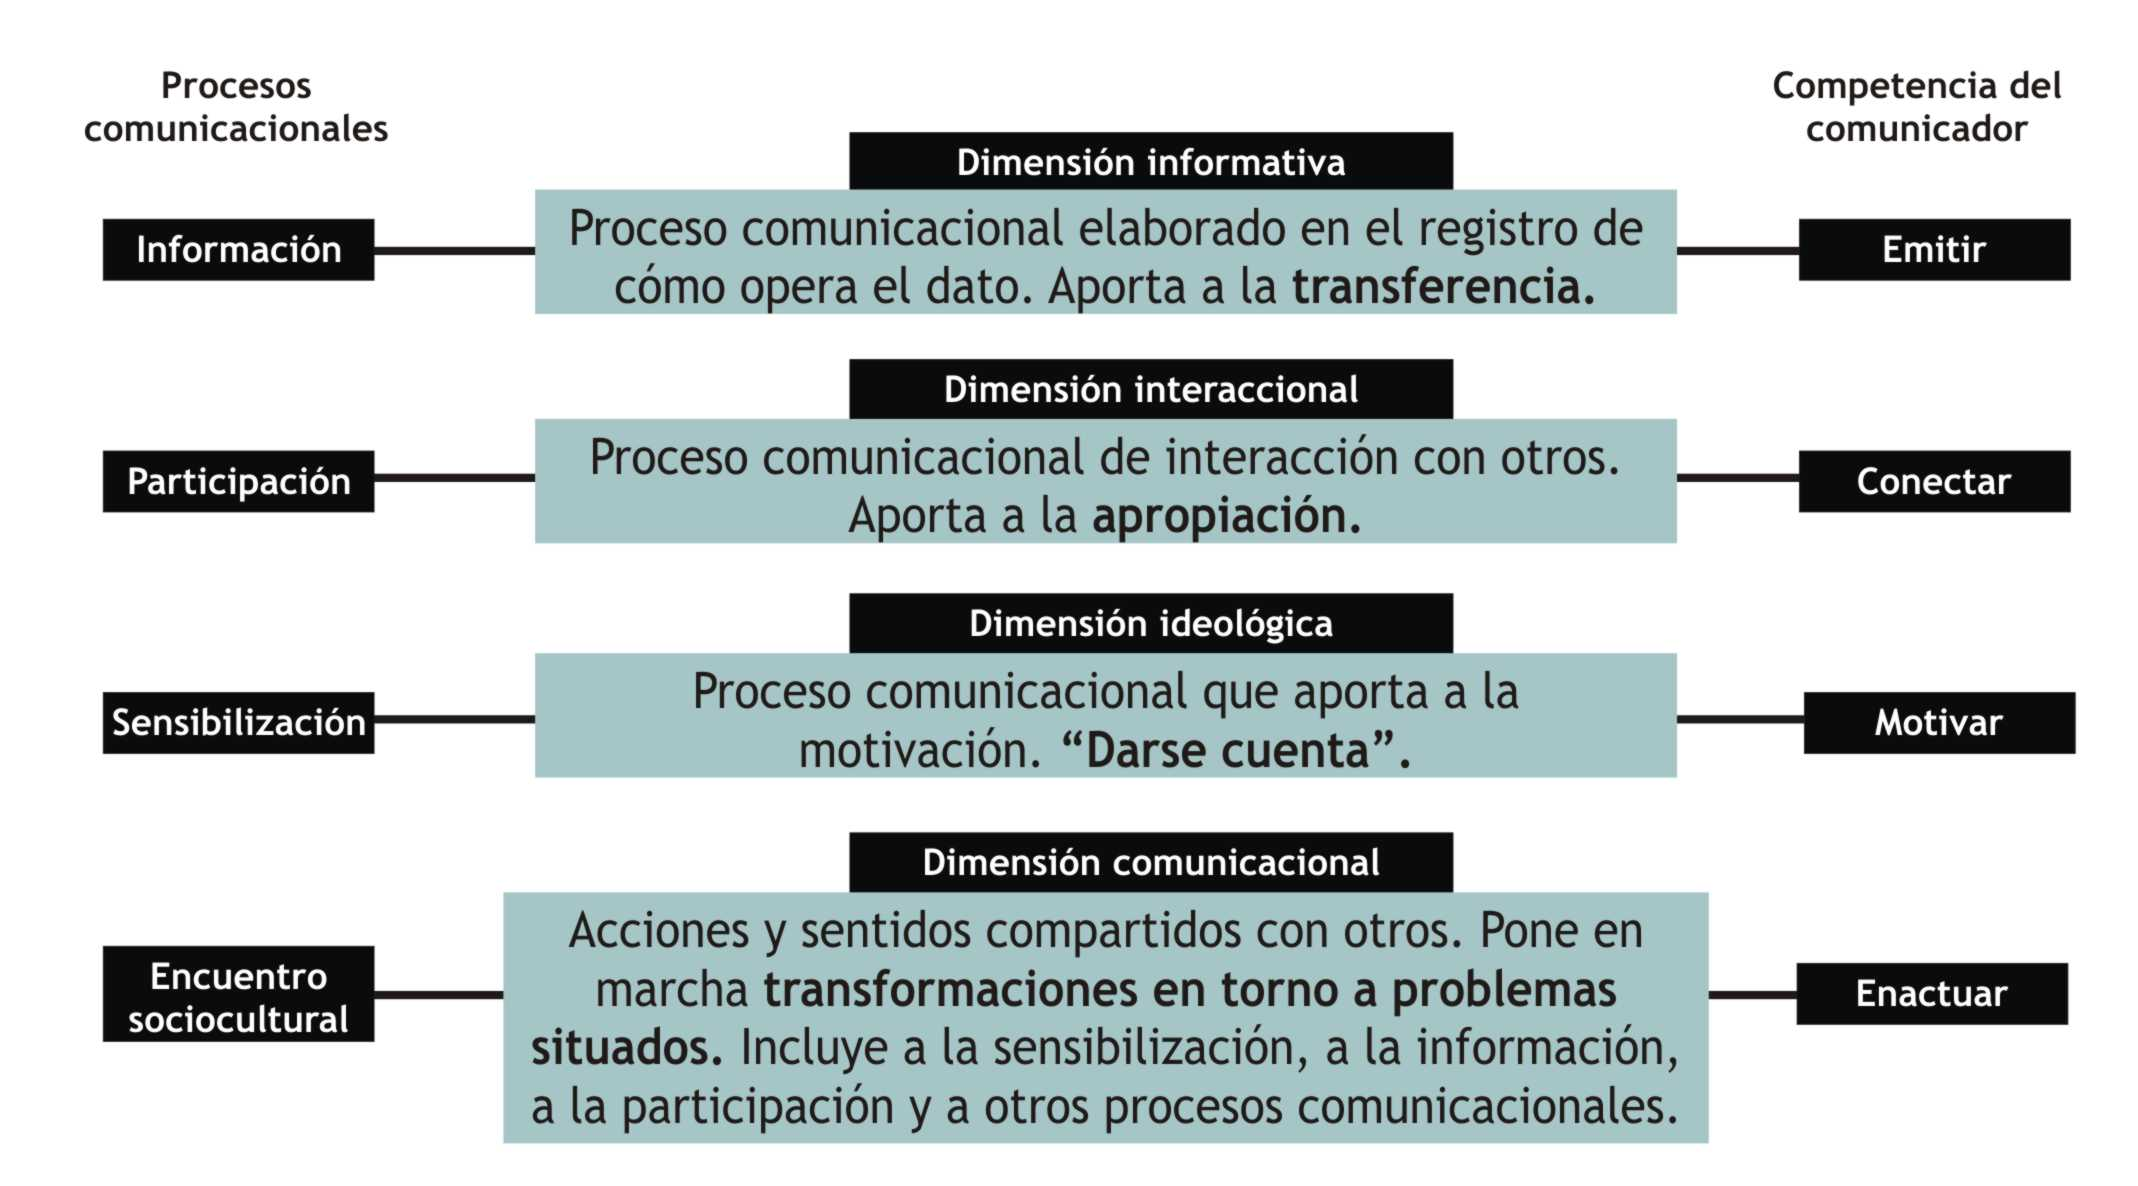 Procesos
comunicacionales
Competencia del
comunicador
Dimensión informativa
Información
Proceso comunicacional elaborado en el registro de
cómo opera el dato. Aporta a la transferencia.
Emitir
Dimensión interaccional
Participación
Proceso comunicacional de interacción con otros.
Aporta a la apropiación.
Conectar
Dimensión ideológica
Sensibilización
Proceso comunicacional que aporta a la
motivación. “Darse cuenta”.
Motivar
Dimensión comunicacional
Encuentro
sociocultural
Acciones y sentidos compartidos con otros. Pone en
marcha transformaciones en torno a problemas
situados. Incluye a la sensibilización, a la información,
a la participación y a otros procesos comunicacionales.
Enactuar